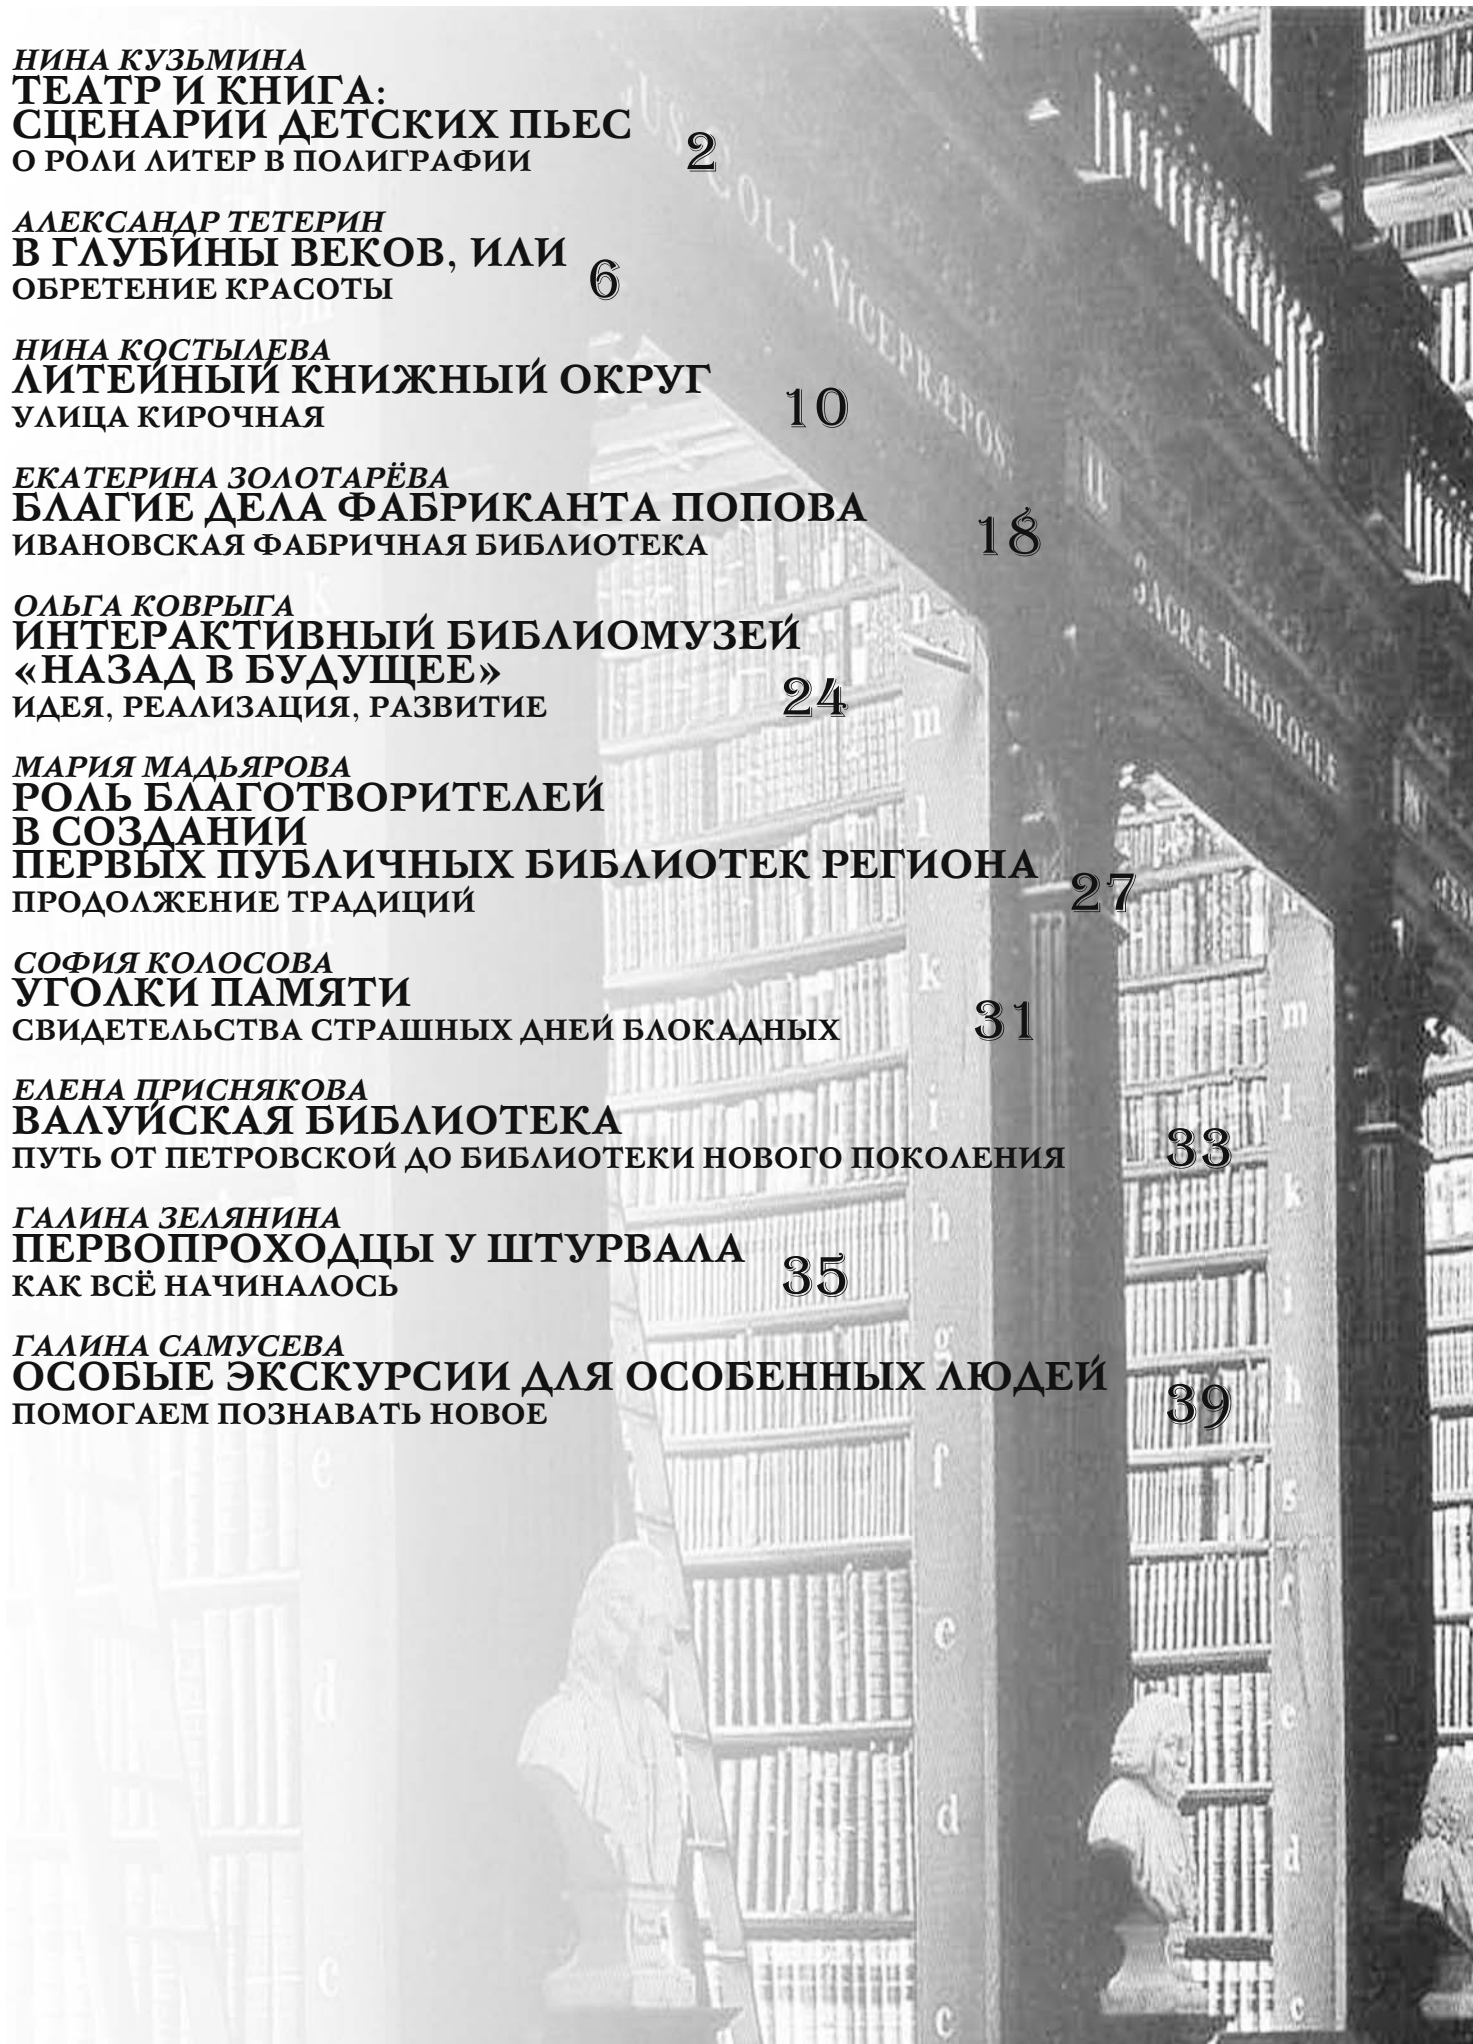 НИНА КУЗЬМИНА
ТЕАТР И КНИГА:
СЦЕНАРИИ ДЕТСКИХ ПЬЕС
О РОЛИ ЛИТЕР В ПОЛИГРАФИИ 2
АЛЕКСАНДР ТЕТЕРИН
В ГЛУБИНЫ ВЕКОВ, ИЛИ
ОБРЕТЕНИЕ КРАСОТЫ 6
НИНА КОСТЫЛЕВА
ЛИТЕЙНЫЙ КНИЖНЫЙ ОКРУГ
УЛИЦА КИРОЧНАЯ 10
ЕКАТЕРИНА ЗОЛОТАРЁВА
БЛАГИЕ ДЕЛА ФАБРИКАНТА ПОПОВА
ИВАНОВСКАЯ ФАБРИЧНАЯ БИБЛИОТЕКА 18
ОЛЬГА КОВРЫГА
ИНТЕРАКТИВНЫЙ БИБЛИОМУЗЕЙ
«НАЗАД В БУДУЩЕЕ»
ИДЕЯ, РЕАЛИЗАЦИЯ, РАЗВИТИЕ 24
МАРИЯ МАДЬЯРОВА
РОЛЬ БЛАГОТВОРИТЕЛЕЙ
В СОЗДАНИИ
ПЕРВЫХ ПУБЛИЧНЫХ БИБЛИОТЕК РЕГИОНА
ПРОДОЛЖЕНИЕ ТРАДИЦИЙ 27
СОФИЯ КОЛОСОВА
УГОЛКИ ПАМЯТИ
СВИДЕТЕЛЬСТВА СТРАШНЫХ ДНЕЙ БЛОКАДНЫХ 31
ЕЛЕНА ПРИСНЯКОВА
ВАЛУЙСКАЯ БИБЛИОТЕКА
ПУТЬ ОТ ПЕТРОВСКОЙ ДО БИБЛИОТЕКИ НОВОГО ПОКОЛЕНИЯ 33
ГАЛИНА ЗЕЛЯНИНА
ПЕРВОПРОХОДЦЫ У ШТУРВАЛА
КАК ВСЁ НАЧИНАЛОСЬ 35
ГАЛИНА САМУСЕВА
ОСОБЫЕ ЭКСКУРСИИ ДЛЯ ОСОБЕННЫХ ЛЮДЕЙ
ПОМОГАЕМ ПОЗНАВАТЬ НОВОЕ 39
COLL. VICEPRÆPOS.
SACRÆ THEOLOGIÆ
n
m
l
k
i
h
g
f
e
d
c